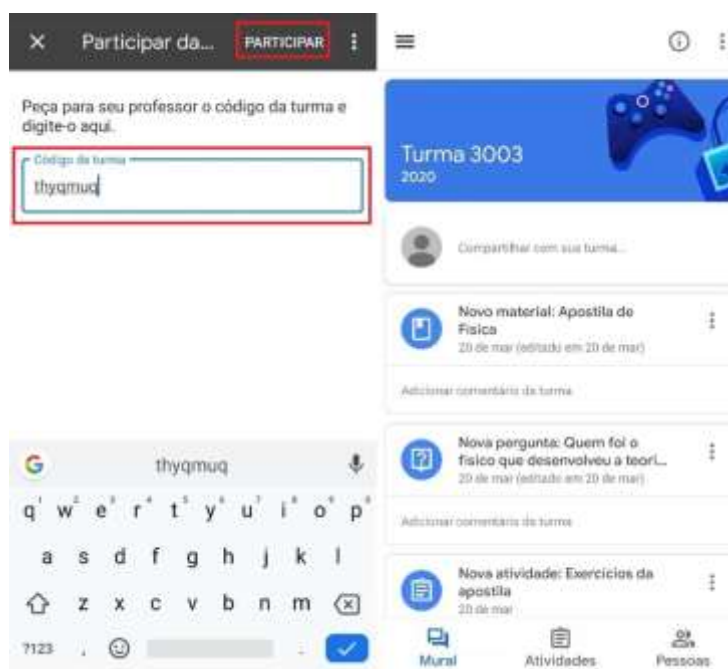 Participar da...
PARTICIPAR
Peça para seu professor o código da turma e
digite-o aqui.
Código da turma
thyqmuq
thyqmuq
q w e r t y u i o p
a s d f g h j k l
z x c v b n m
?123 , .
Turma 3003
2020
Compartilhar com sua turma...
Novo material: Apostila de
Física
20 de mar (editado em 20 de mar)
Adicionar comentário da turma
Nova pergunta: Quem foi o
físico que desenvolveu a teori...
20 de mar (editado em 20 de mar)
Adicionar comentário da turma
Nova atividade: Exercícios da
apostila
20 de mar
Mural
Atividades
Pessoas